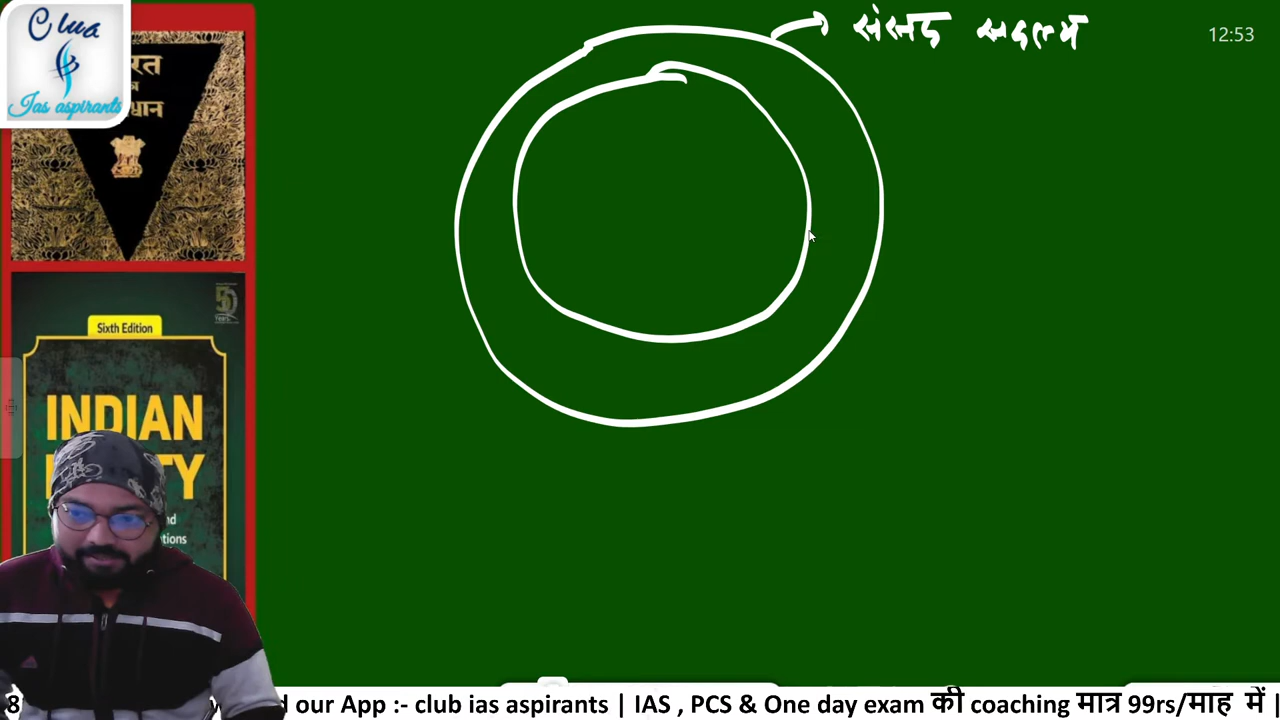 Club
Ias aspirants
संसद सदस्य
12:53
Sixth Edition
INDIAN
our App :- club ias aspirants | IAS , PCS & One day exam की coaching मात्र 99rs/माह में |